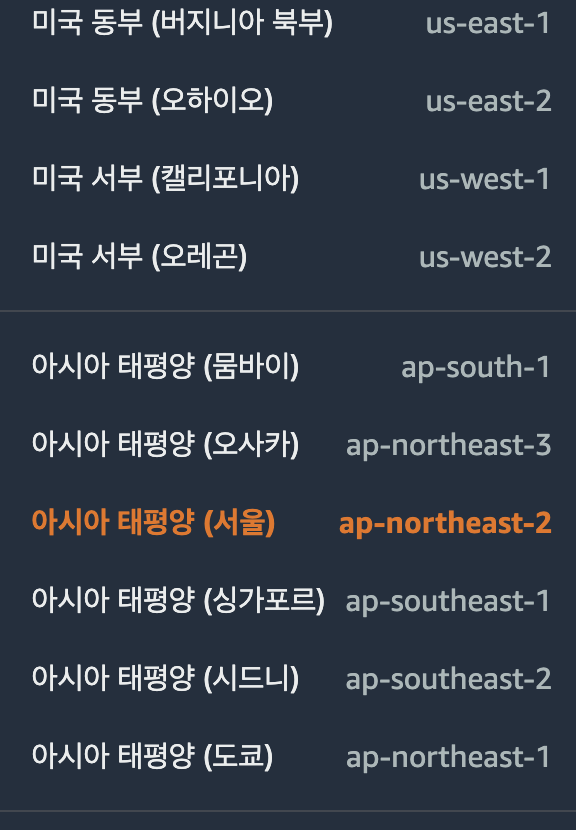 미국 동부 (버지니아 북부) us-east-1
미국 동부 (오하이오) us-east-2
미국 서부 (캘리포니아) us-west-1
미국 서부 (오레곤) us-west-2
아시아 태평양 (뭄바이) ap-south-1
아시아 태평양 (오사카) ap-northeast-3
아시아 태평양 (서울) ap-northeast-2
아시아 태평양 (싱가포르) ap-southeast-1
아시아 태평양 (시드니) ap-southeast-2
아시아 태평양 (도쿄) ap-northeast-1